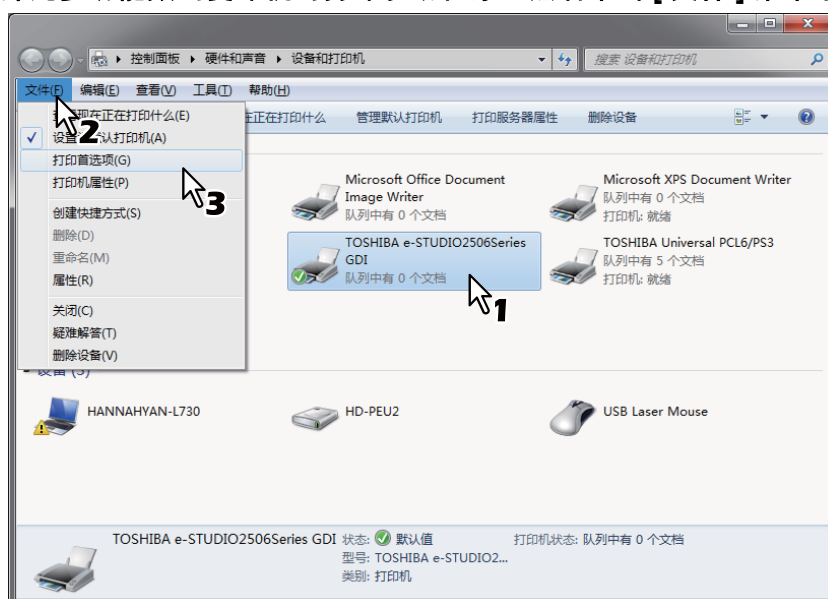 控制面板 ▸ 硬件和声音 ▸ 设备和打印机
搜索 设备和打印机
文件(F) 编辑(E) 查看(V) 工具(T) 帮助(H)
现在正在打印什么(E)
正在打印什么 管理默认打印机 打印服务器属性 删除设备
2
设置 认打印机(A)
打印首选项(G)
打印机属性(P)
3
创建快捷方式(S)
删除(D)
重命名(M)
属性(R)
关闭(C)
疑难解答(T)
删除设备(V)
Microsoft Office Document
Image Writer
队列中有 0 个文档
Microsoft XPS Document Writer
队列中有 0 个文档
打印机: 就绪
TOSHIBA e-STUDIO2506Series
GDI
队列中有 0 个文档
1
TOSHIBA Universal PCL6/PS3
队列中有 5 个文档
打印机: 就绪
HANNAHYAN-L730
HD-PEU2
USB Laser Mouse
TOSHIBA e-STUDIO2506Series GDI 状态: 默认值 打印机状态: 队列中有 0 个文档
型号: TOSHIBA e-STUDIO2...
类别: 打印机